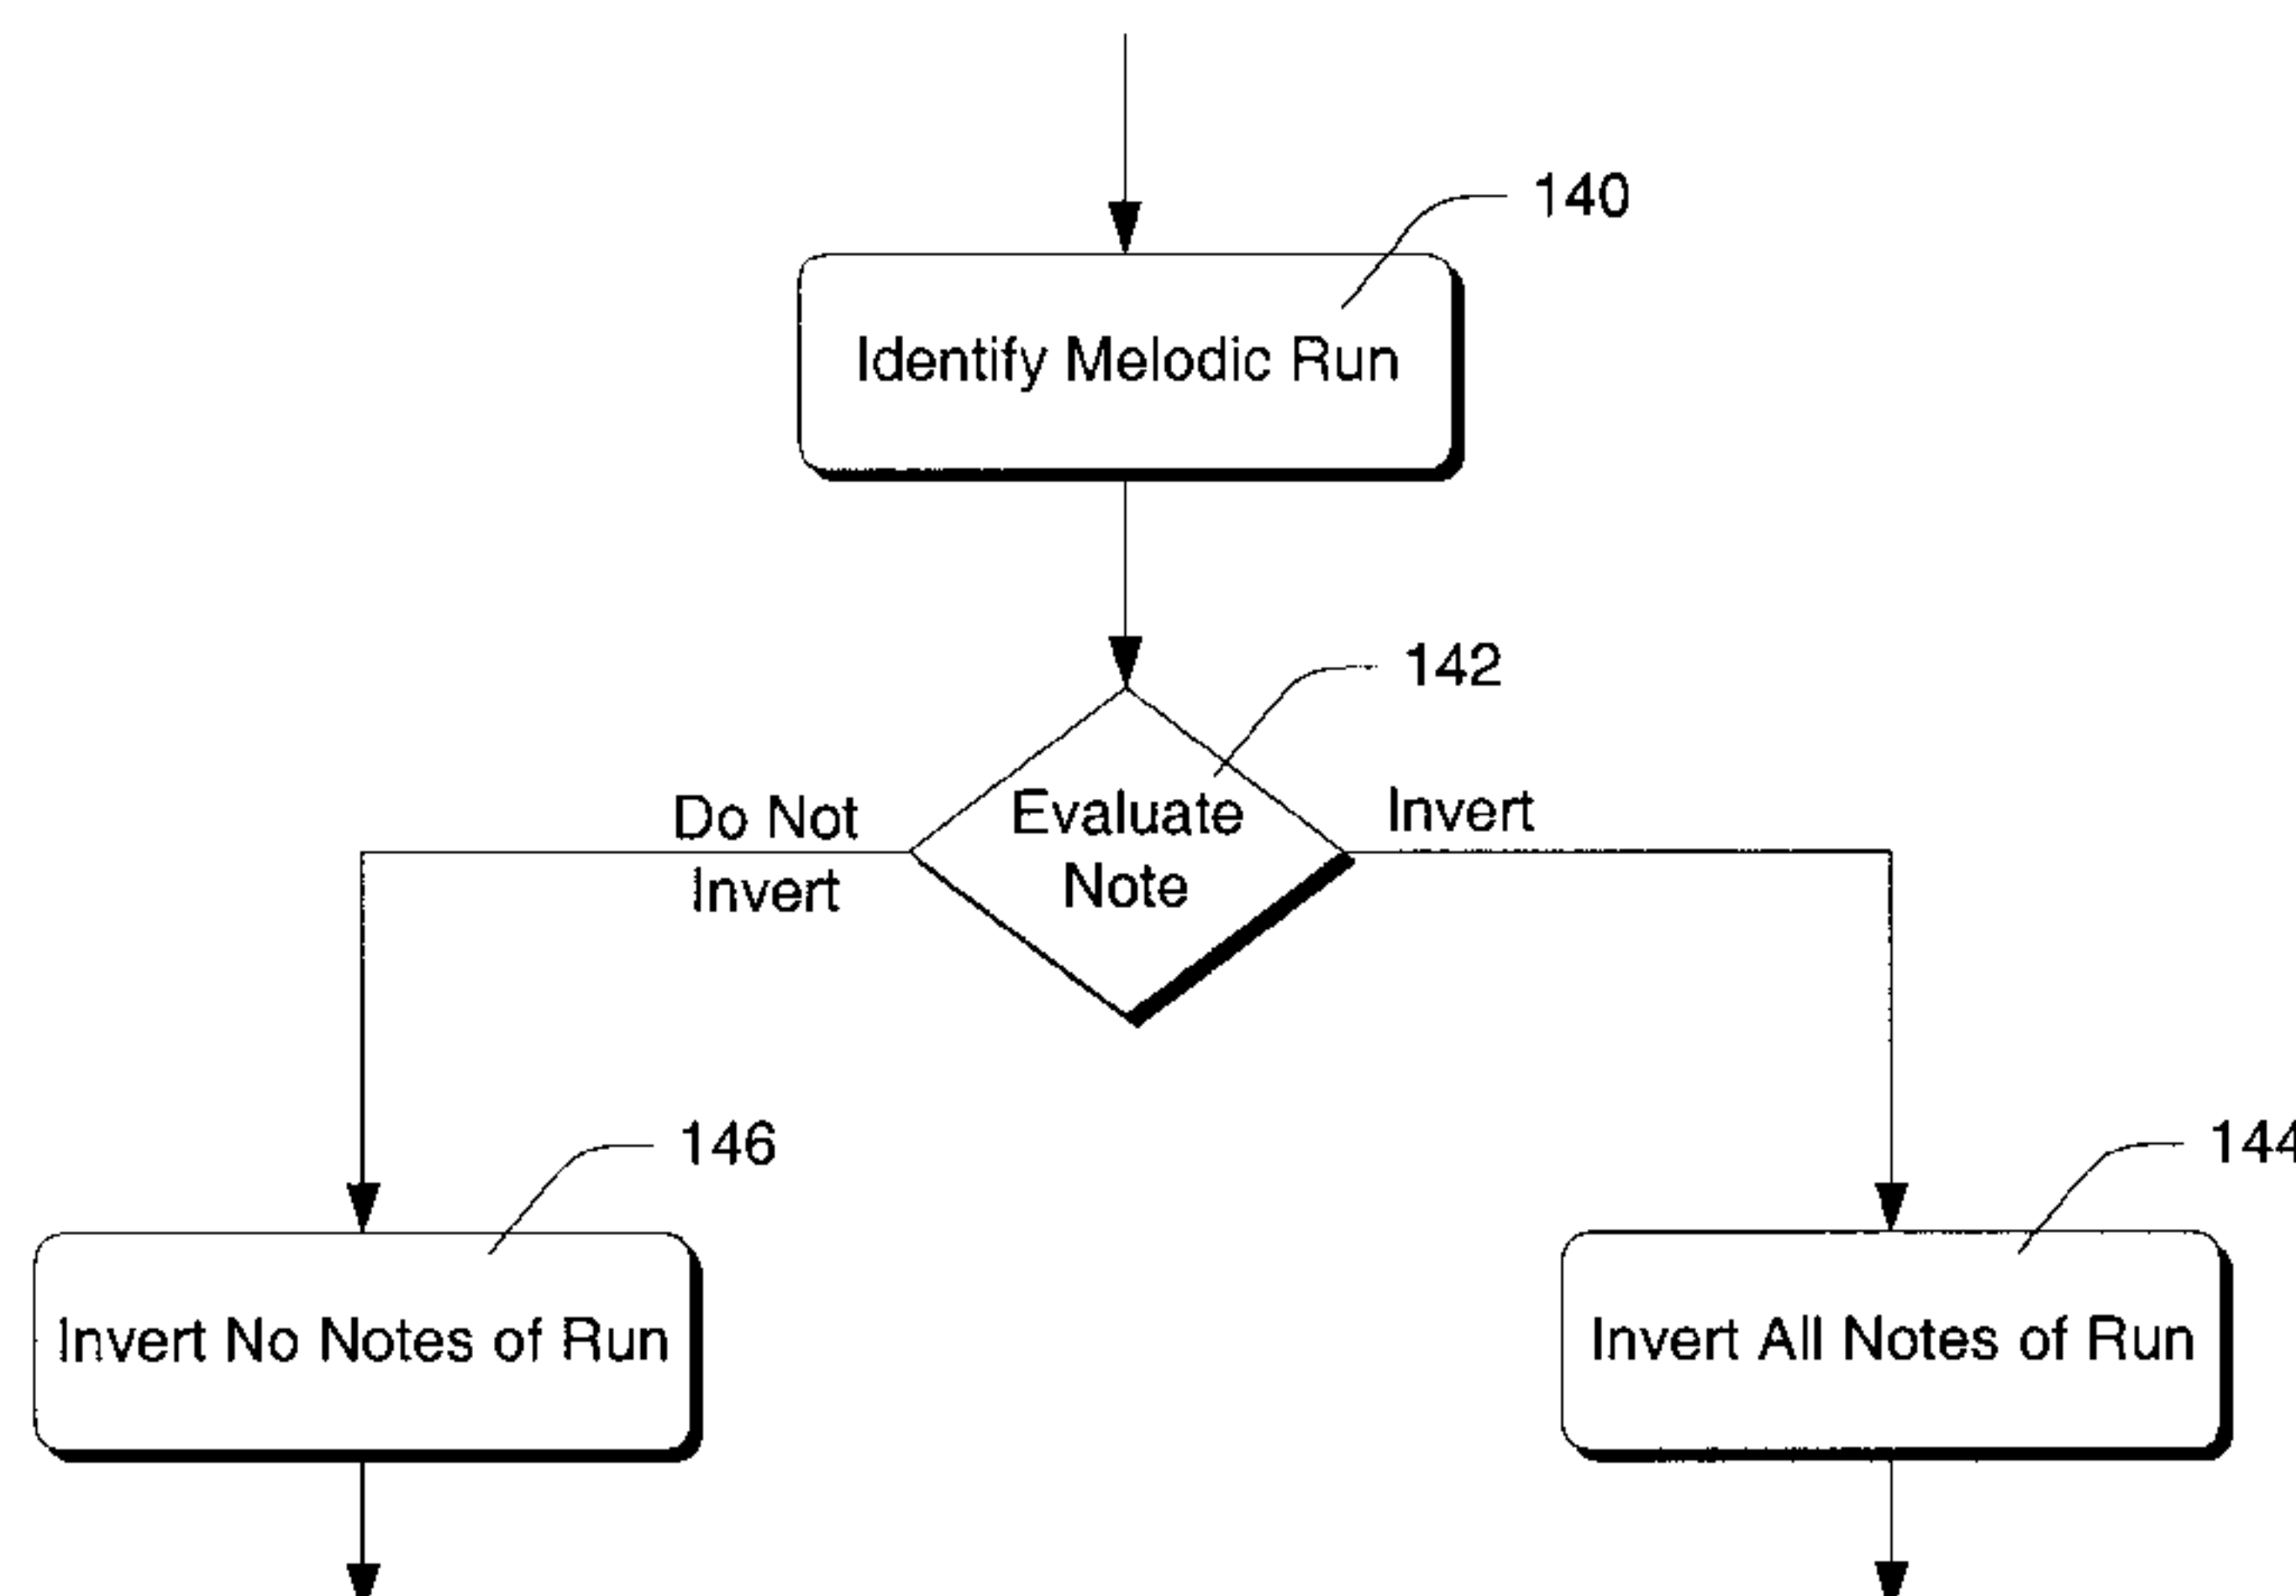 140
Identify Melodic Run
142
Evaluate
Note
Do Not
Invert
Invert
146
144
Invert No Notes of Run
Invert All Notes of Run